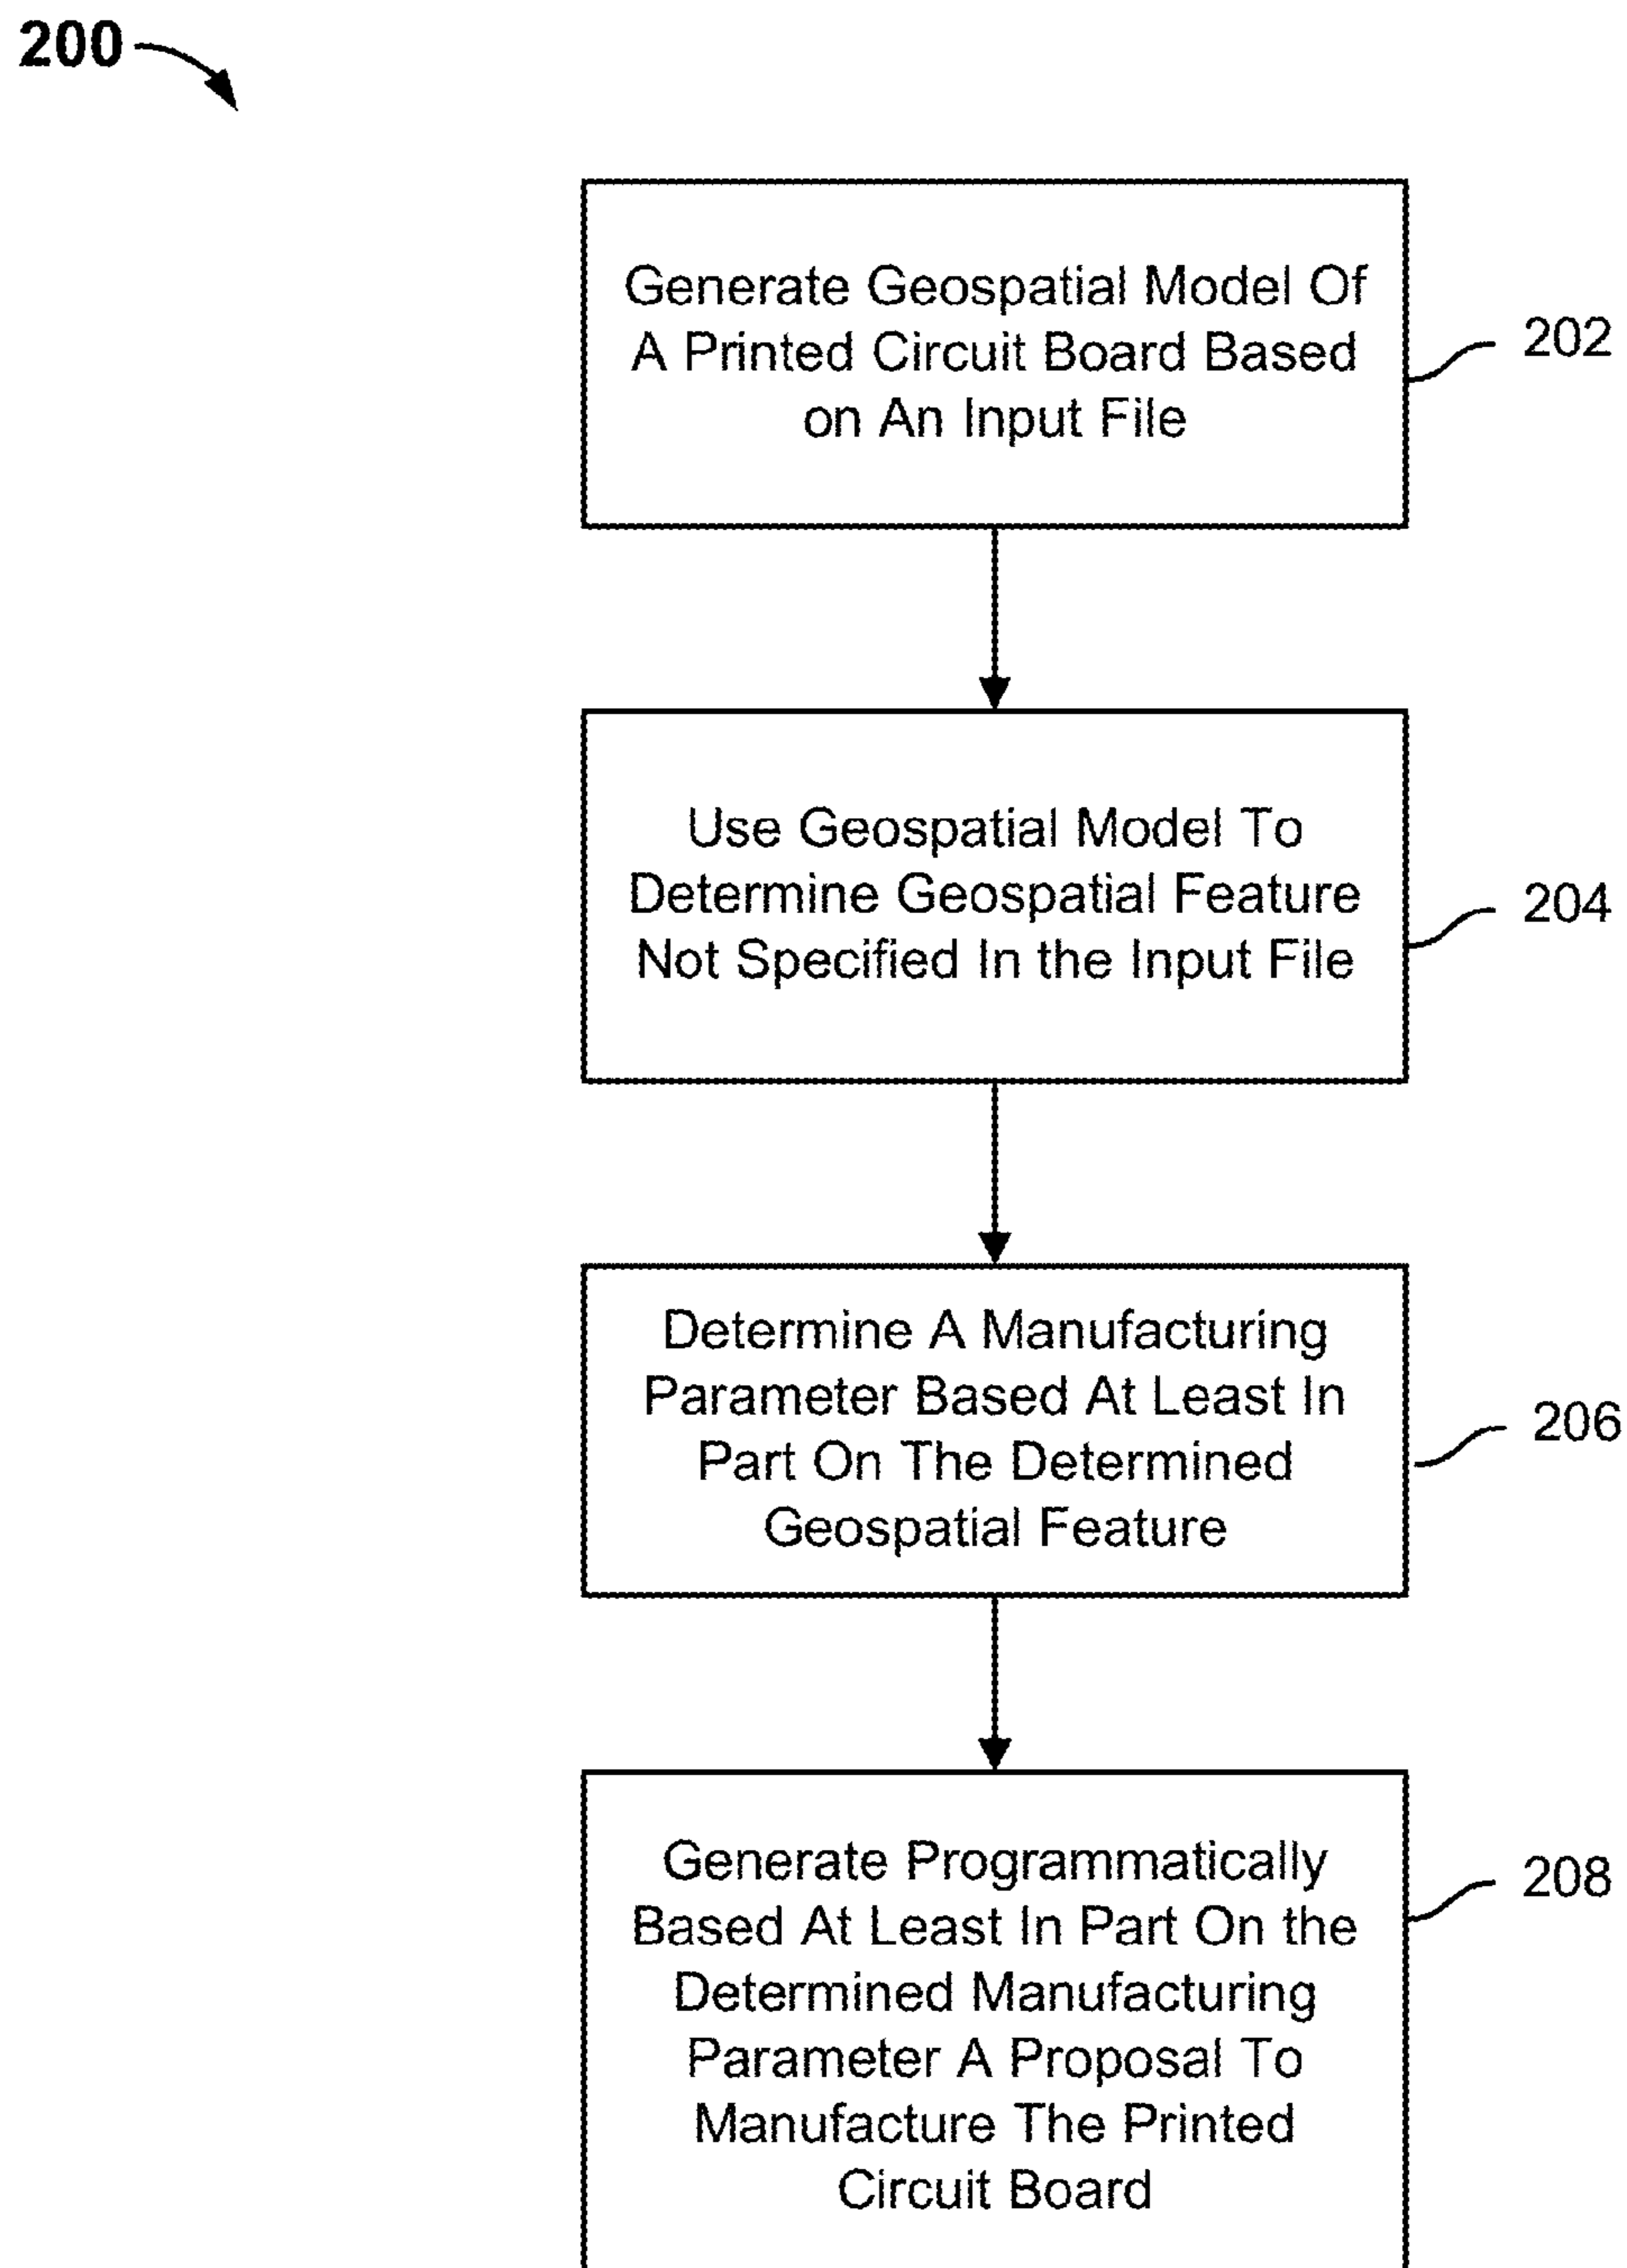 200
Generate Geospatial Model Of
A Printed Circuit Board Based
on An Input File
202
Use Geospatial Model To
Determine Geospatial Feature
Not Specified In the Input File
204
Determine A Manufacturing
Parameter Based At Least In
Part On The Determined
Geospatial Feature
206
Generate Programmatically
Based At Least In Part On the
Determined Manufacturing
Parameter A Proposal To
Manufacture The Printed
Circuit Board
208